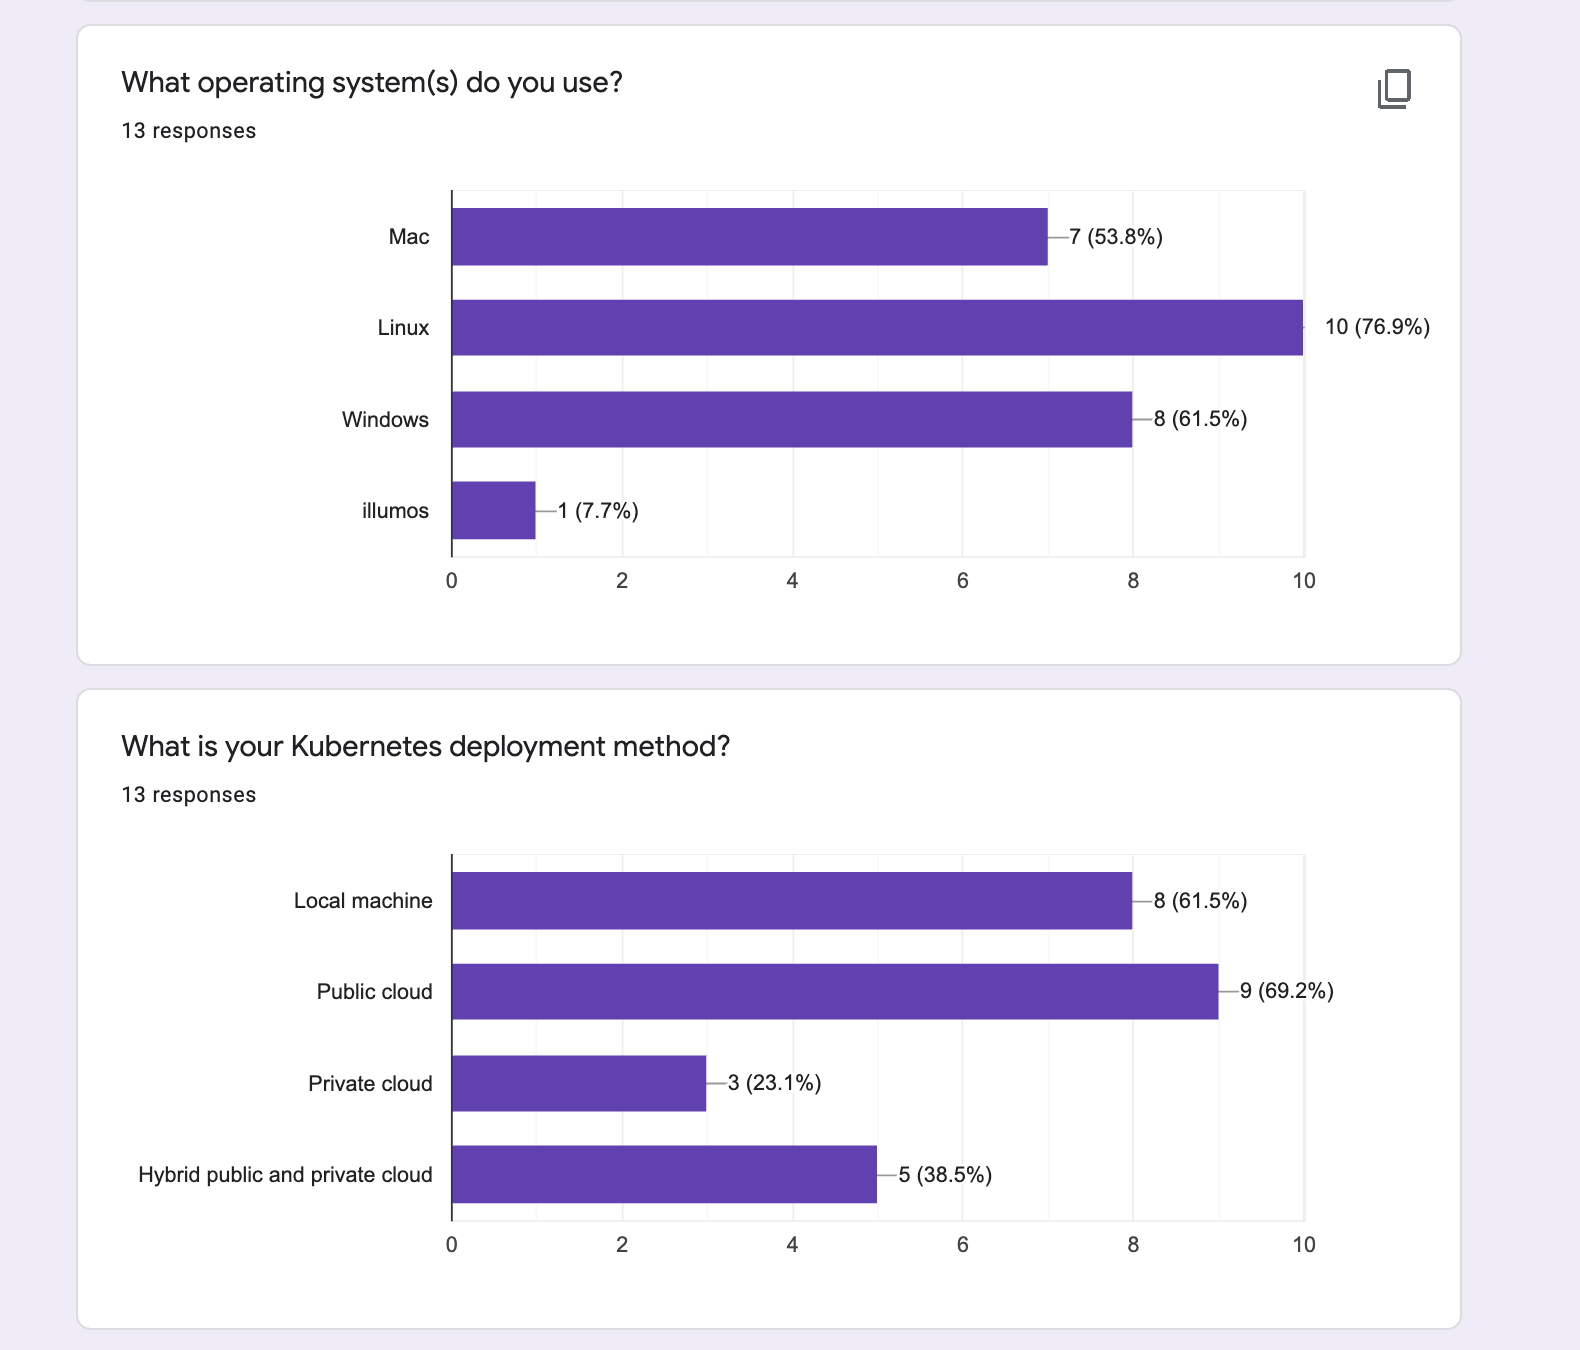 What operating system(s) do you use?
13 responses
Mac
7 (53.8%)
Linux
10 (76.9%)
Windows
8 (61.5%)
illumos
1 (7.7%)
0 2 4 6 8 10
What is your Kubernetes deployment method?
13 responses
Local machine
8 (61.5%)
Public cloud
9 (69.2%)
Private cloud
3 (23.1%)
Hybrid public and private cloud
5 (38.5%)
0 2 4 6 8 10